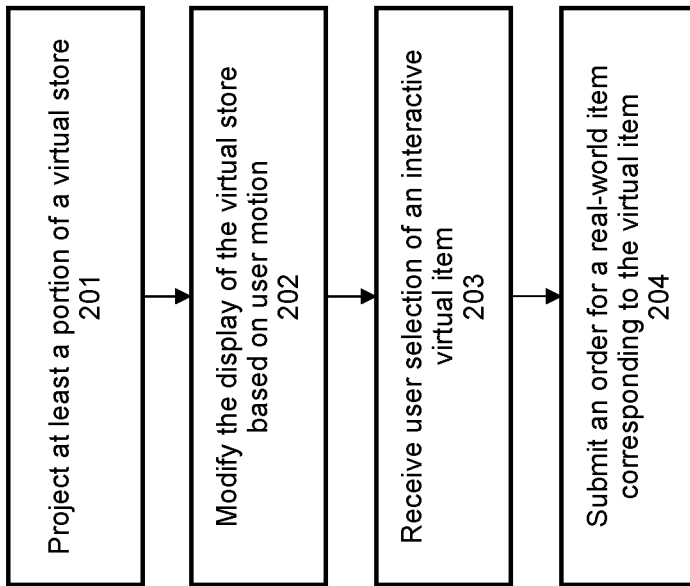 Project at least a portion of a virtual store
201
Modify the display of the virtual store
based on user motion
202
Receive user selection of an interactive
virtual item
203
Submit an order for a real-world item
corresponding to the virtual item
204